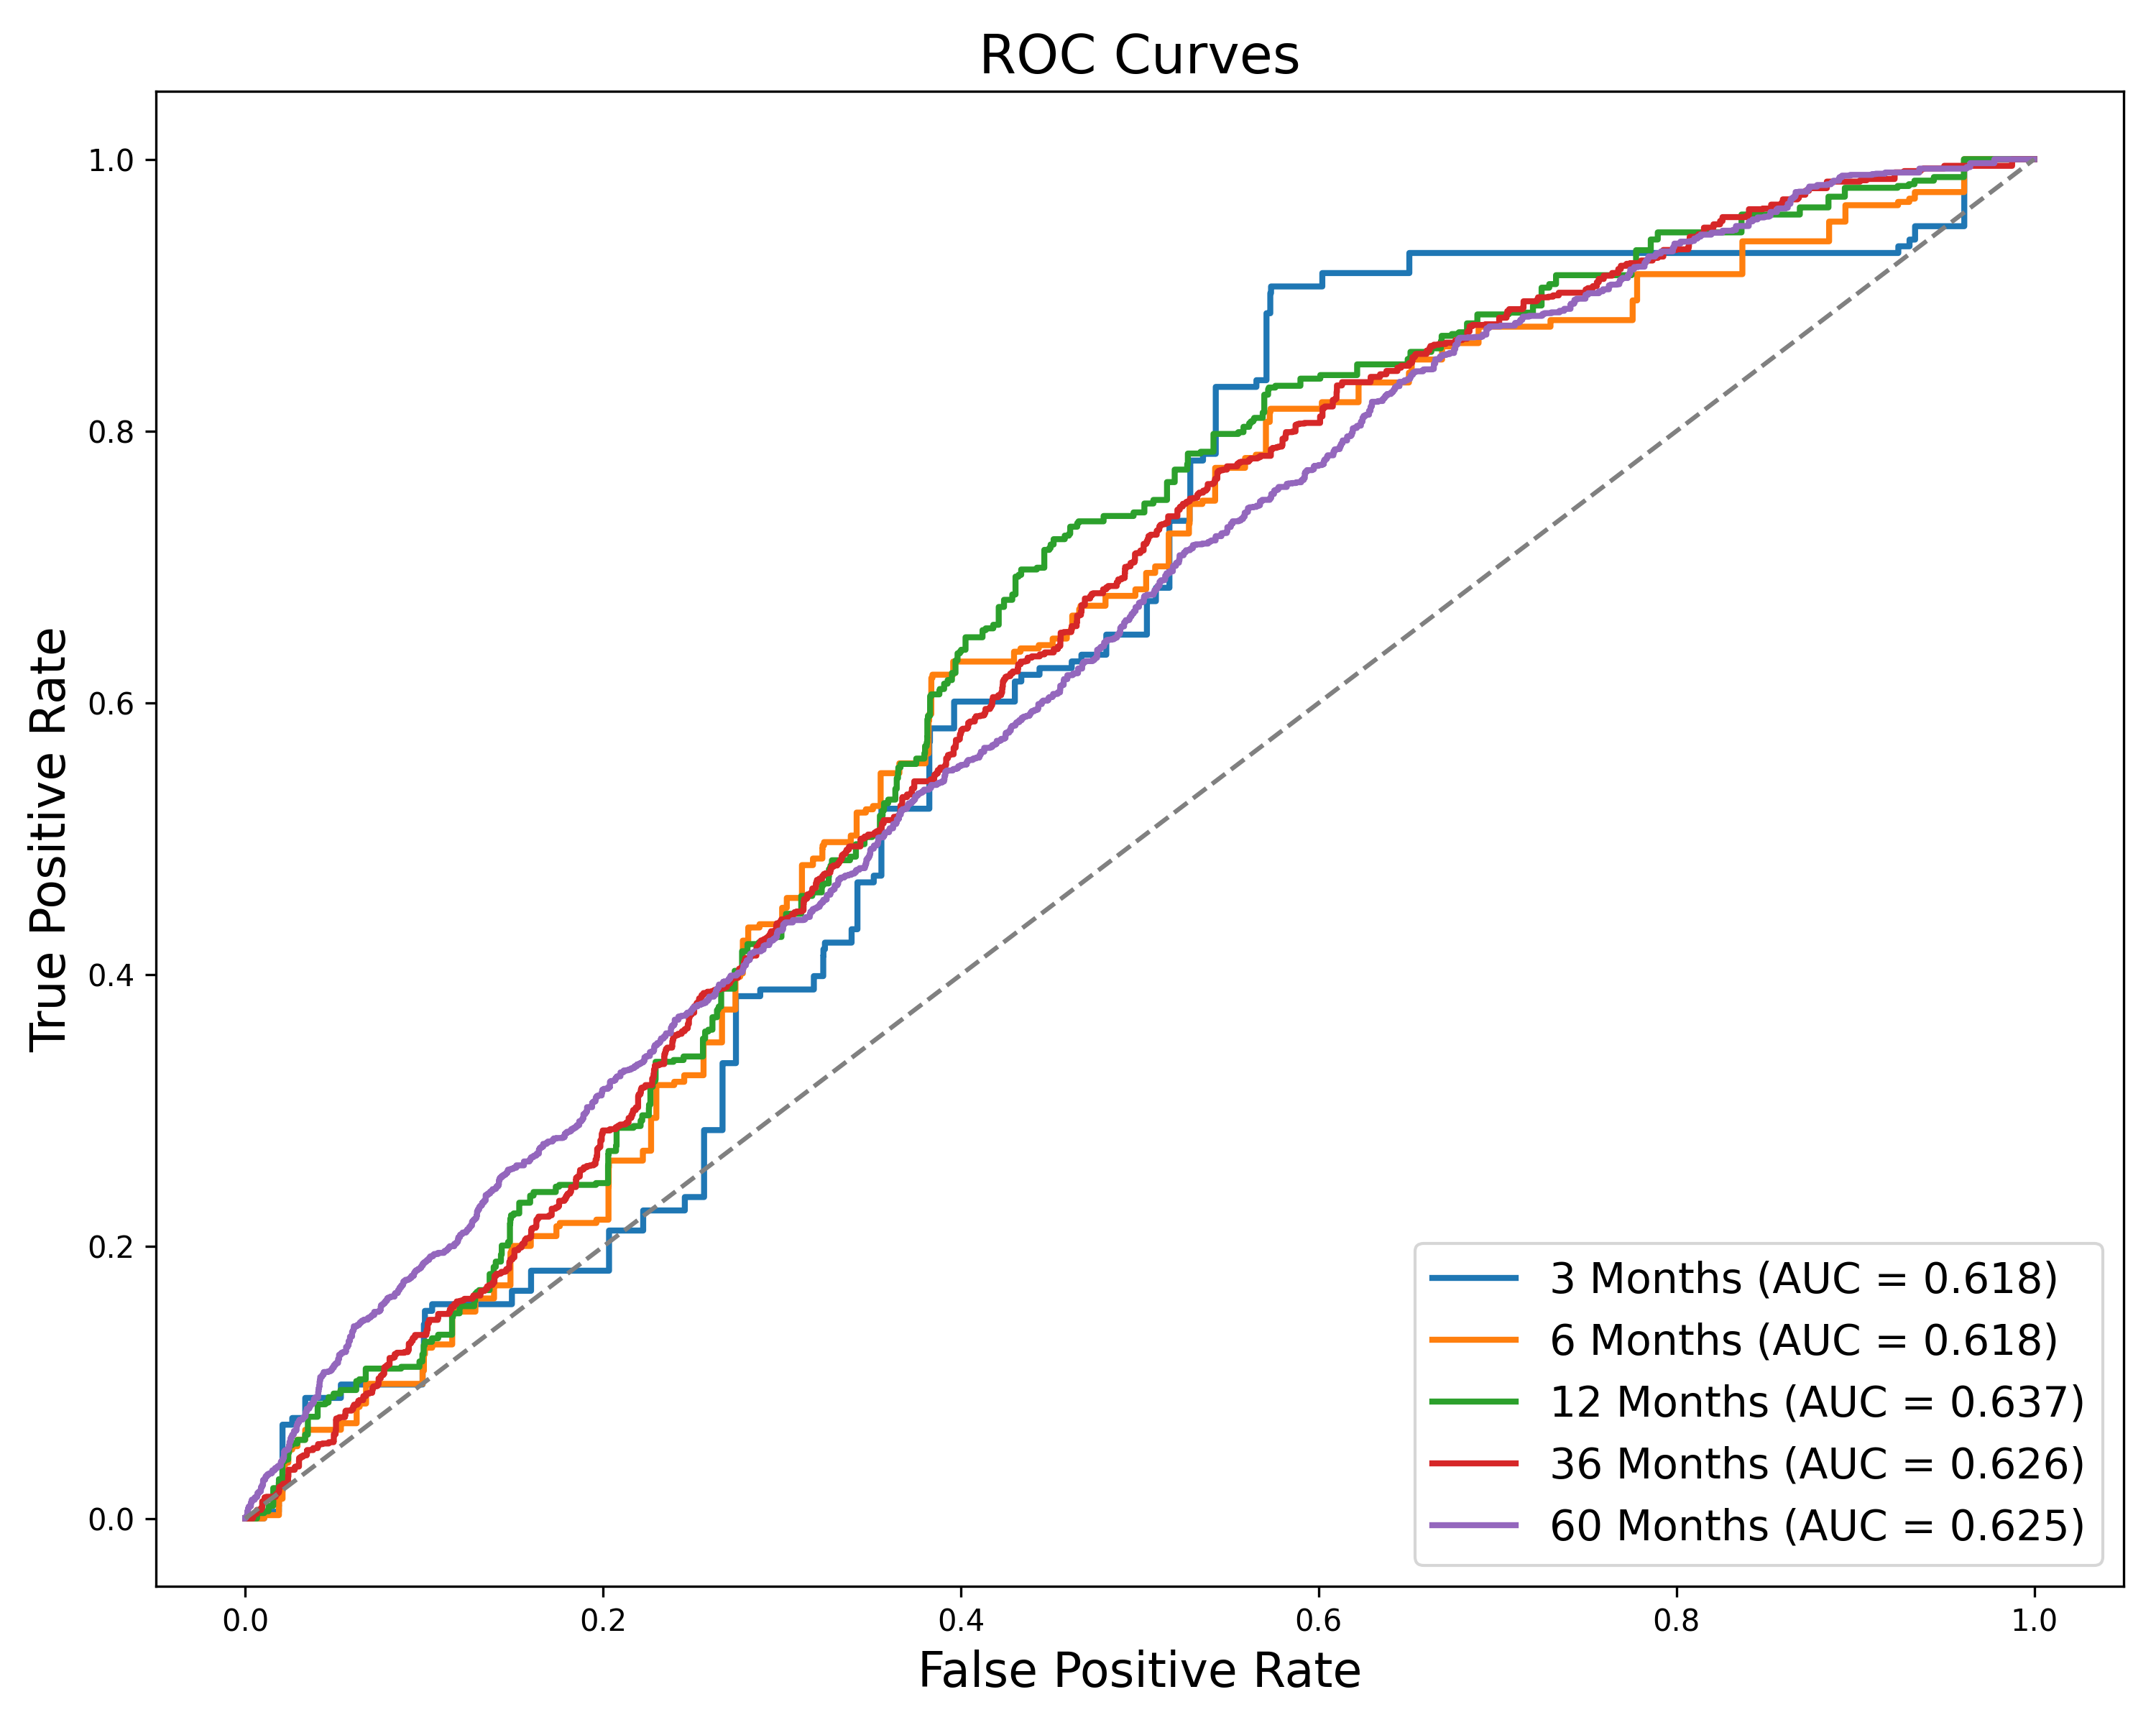 ROC Curves
True Positive Rate
1.0
0.8
0.6
0.4
0.2
0.0
0.0 0.2 0.4 0.6 0.8 1.0
False Positive Rate
3 Months (AUC = 0.618)
6 Months (AUC = 0.618)
12 Months (AUC = 0.637)
36 Months (AUC = 0.626)
60 Months (AUC = 0.625)